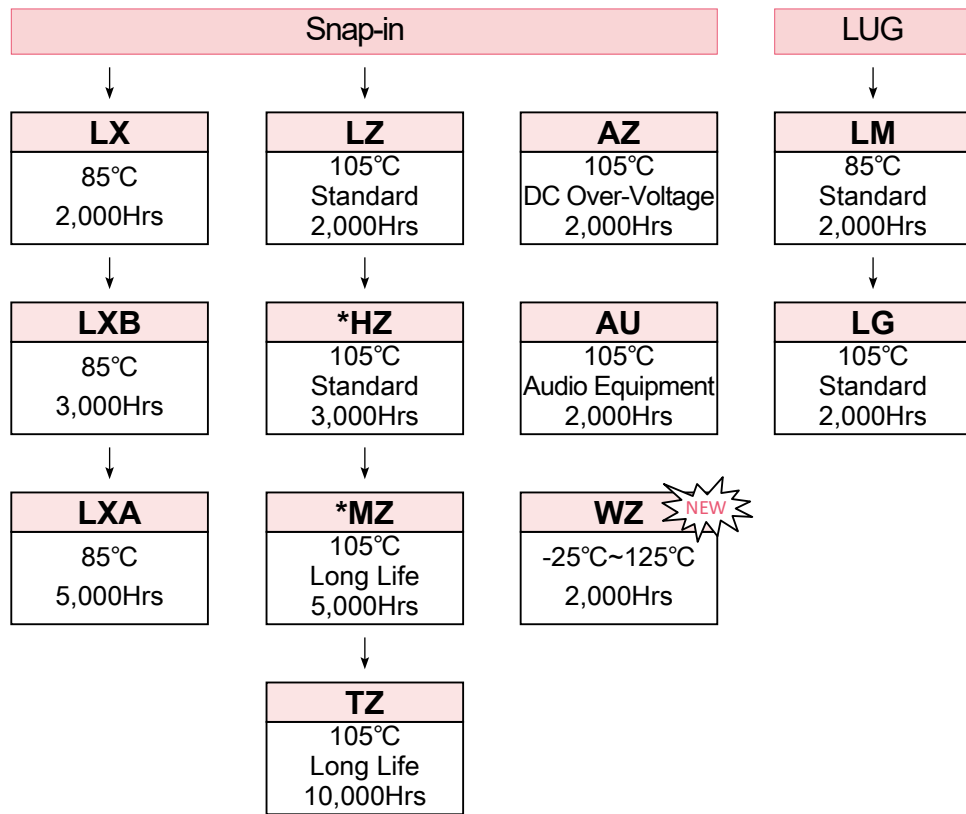 Snap-in
LUG
LX
85℃
2,000Hrs
LZ
105℃
Standard
2,000Hrs
AZ
105℃
DC Over-Voltage
2,000Hrs
LM
85℃
Standard
2,000Hrs
LXB
85℃
3,000Hrs
*HZ
105℃
Standard
3,000Hrs
AU
105℃
Audio Equipment
2,000Hrs
LG
105℃
Standard
2,000Hrs
LXA
85℃
5,000Hrs
*MZ
105℃
Long Life
5,000Hrs
WZ
NEW
-25℃~125℃
2,000Hrs
TZ
105℃
Long Life
10,000Hrs